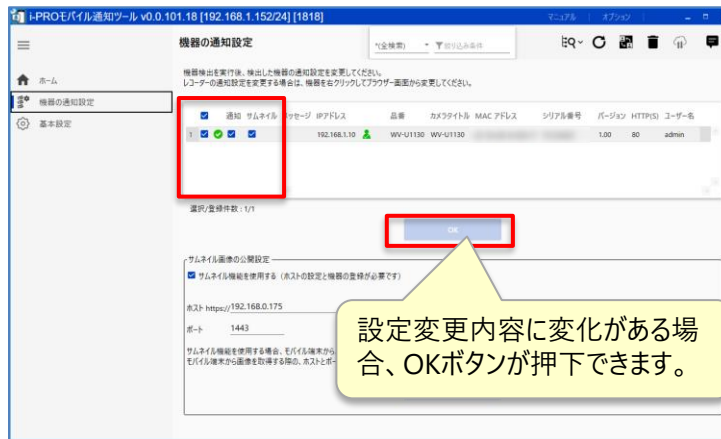 i-PROモバイル通知ツール v0.0.101.18 [192.168.1.152/24] [1818]
マニュアル オプション
機器の通知設定
*(全検索) 絞り込み条件
ホーム
機器の通知設定
基本設定
機器検出を実行後、検出した機器の通知設定を変更してください。
レコーダーの通知設定を変更する場合は、機器を右クリックしてブラウザー画面から変更してください。
通知 サムネイル メッセージ IPアドレス 品番 カメラタイトル MAC アドレス シリアル番号 バージョン HTTP(S) ユーザー名
1 192.168.1.10 WV-U1130 WV-U1130 1.00 80 admin
選択/登録件数 : 1/1
OK
サムネイル画像の公開設定
サムネイル機能を使用する（ホストの設定と機器の登録が必要です）
ホスト https://192.168.0.175
ポート 1443
サムネイル機能を使用する場合、モバイル端末から
モバイル端末から画像を取得する際の、ホストとポー
設定変更内容に変化がある場
合、OKボタンが押下できます。